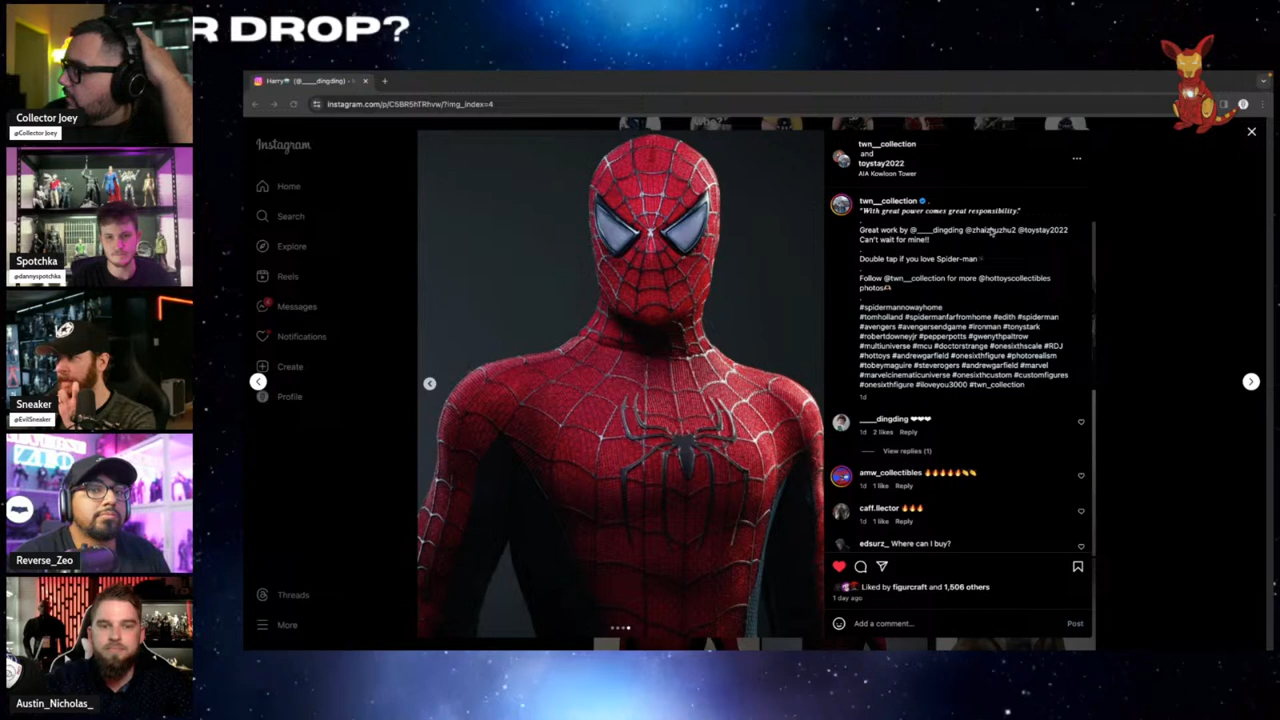 R DROP?
Collector Joey
@Collector Joey
Spotchka
@dannyspotchka
Sneaker
@EvilSneaker
Reverse_Zeo
Austin_Nicholas_
instagram.com/p/C5BR5hTRhvw/?img_index=4
Instagram
Home
Search
Explore
Reels
Messages
Notifications
Create
Profile
Threads
More
twn__collection
and
toystay2022
AIA Kowloon Tower
twn__collection .
"With great power comes great responsibility."
.
Great work by @____dingding @zhaizhuzhu2 @toystay2022
Can't wait for mine!!
.
Double tap if you love Spider-man
.
Follow @twn__collection for more @hottoyscollectibles
photos
.
#spidermannowayhome
#tomholland #spidermanfarfromhome #edith #spiderman
#avengers #avengersendgame #ironman #tonystark
#robertdowneyjr #pepperpotts #gwenythpaltrow
#multiuniverse #mcu #doctorstrange #onesixthscale #RDJ
#hottoys #andrewgarfield #onesixthfigure #photorealism
#tobeymaguire #steverogers #andrewgarfield #marvel
#marvelcinematicuniverse #onesixthcustom #customfigures
#onesixthfigure #iloveyou3000 #twn_collection
1d
____dingding ❤❤❤
1d 2 likes Reply
View replies (1)
amw_collectibles 🔥🔥🔥🔥🔥👏👏
1d 1 like Reply
caff.llector 🔥🔥🔥
1d 1 like Reply
edsurz_ Where can I buy?
Liked by figurcraft and 1,506 others
1 day ago
Add a comment...
Post